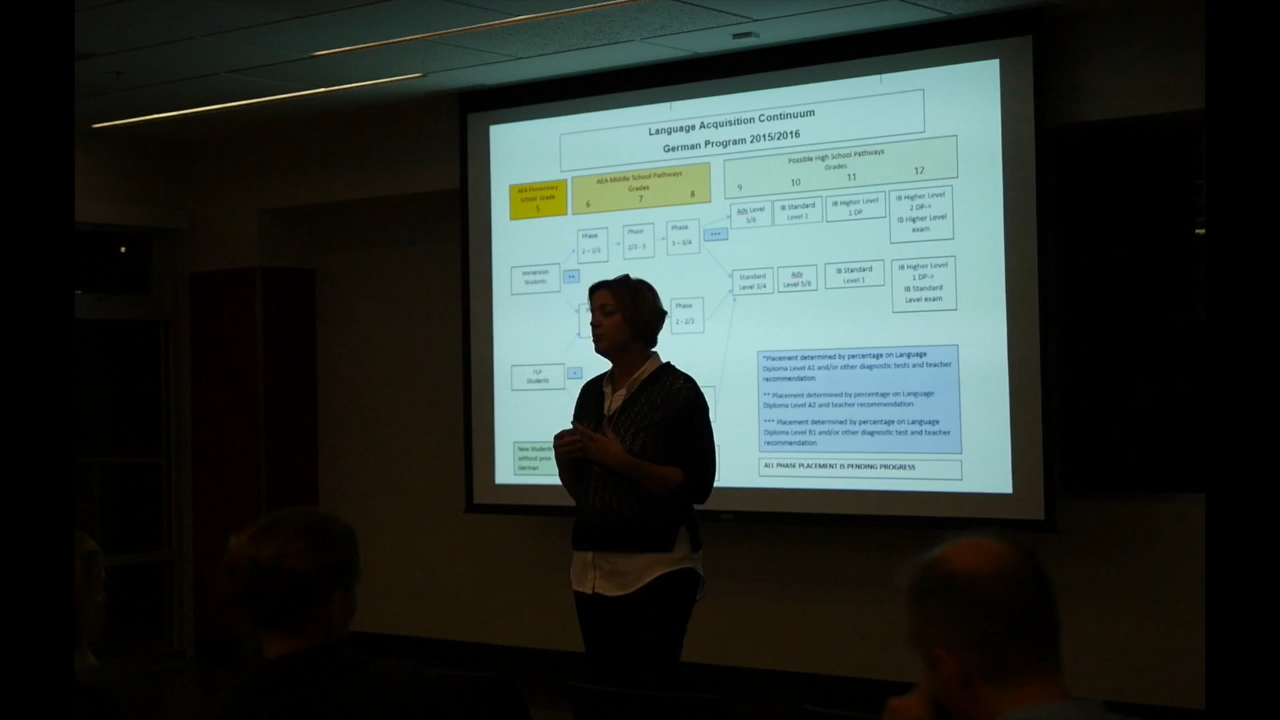 Language Acquisition Continuum
German Program 2015/2016
AEA Elementary
School Grade
5
AEA Middle School Pathways
Grades
6 7 8
Possible High School Pathways
Grades
9 10 11 12
Phase
2 – 2/3
Phase
2/3 - 3
Phase
3 – 3/4
***
Adv Level
5/6
IB Standard
Level 1
IB Higher Level
1 DP
IB Higher Level
2 DP->
IB Higher Level
exam
Immersion
Students
**
Phase
2 - 2/3
Standard
Level 3/4
Adv
Level 5/6
IB Standard
Level 1
IB Higher Level
1 DP->
IB Standard
Level exam
FLF
Students
*
New Students
without prior
German
*Placement determined by percentage on Language
Diploma Level A1 and/or other diagnostic tests and teacher
recommendation
** Placement determined by percentage on Language
Diploma Level A2 and teacher recommendation
*** Placement determined by percentage on Language
Diploma Level B1 and/or other diagnostic test and teacher
recommendation
ALL PHASE PLACEMENT IS PENDING PROGRESS